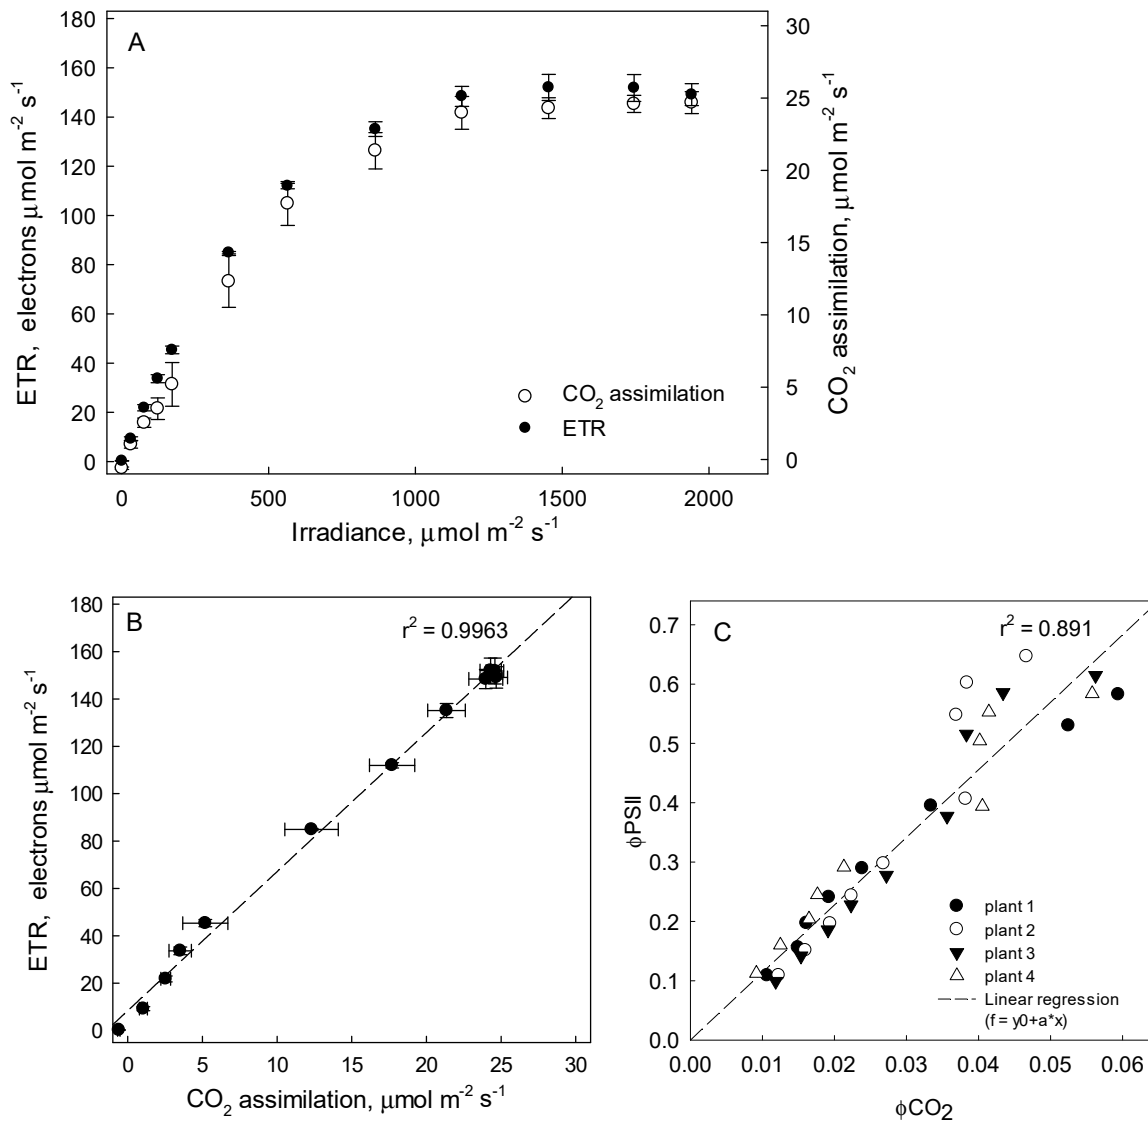 A
180
160
140
120
100
80
60
40
20
0
ETR, electrons μmol m⁻² s⁻¹
30
25
20
15
10
5
0
CO₂ assimilation, μmol m⁻² s⁻¹
CO₂ assimilation
ETR
0 500 1000 1500 2000
Irradiance, μmol m⁻² s⁻¹
B
r² = 0.9963
180
160
140
120
100
80
60
40
20
0
ETR, electrons μmol m⁻² s⁻¹
0 5 10 15 20 25 30
CO₂ assimilation, μmol m⁻² s⁻¹
C
r² = 0.891
0.7
0.6
0.5
0.4
0.3
0.2
0.1
0.0
ϕPSII
plant 1
plant 2
plant 3
plant 4
Linear regression
(f = y0+a*x)
0.00 0.01 0.02 0.03 0.04 0.05 0.06
ϕCO₂